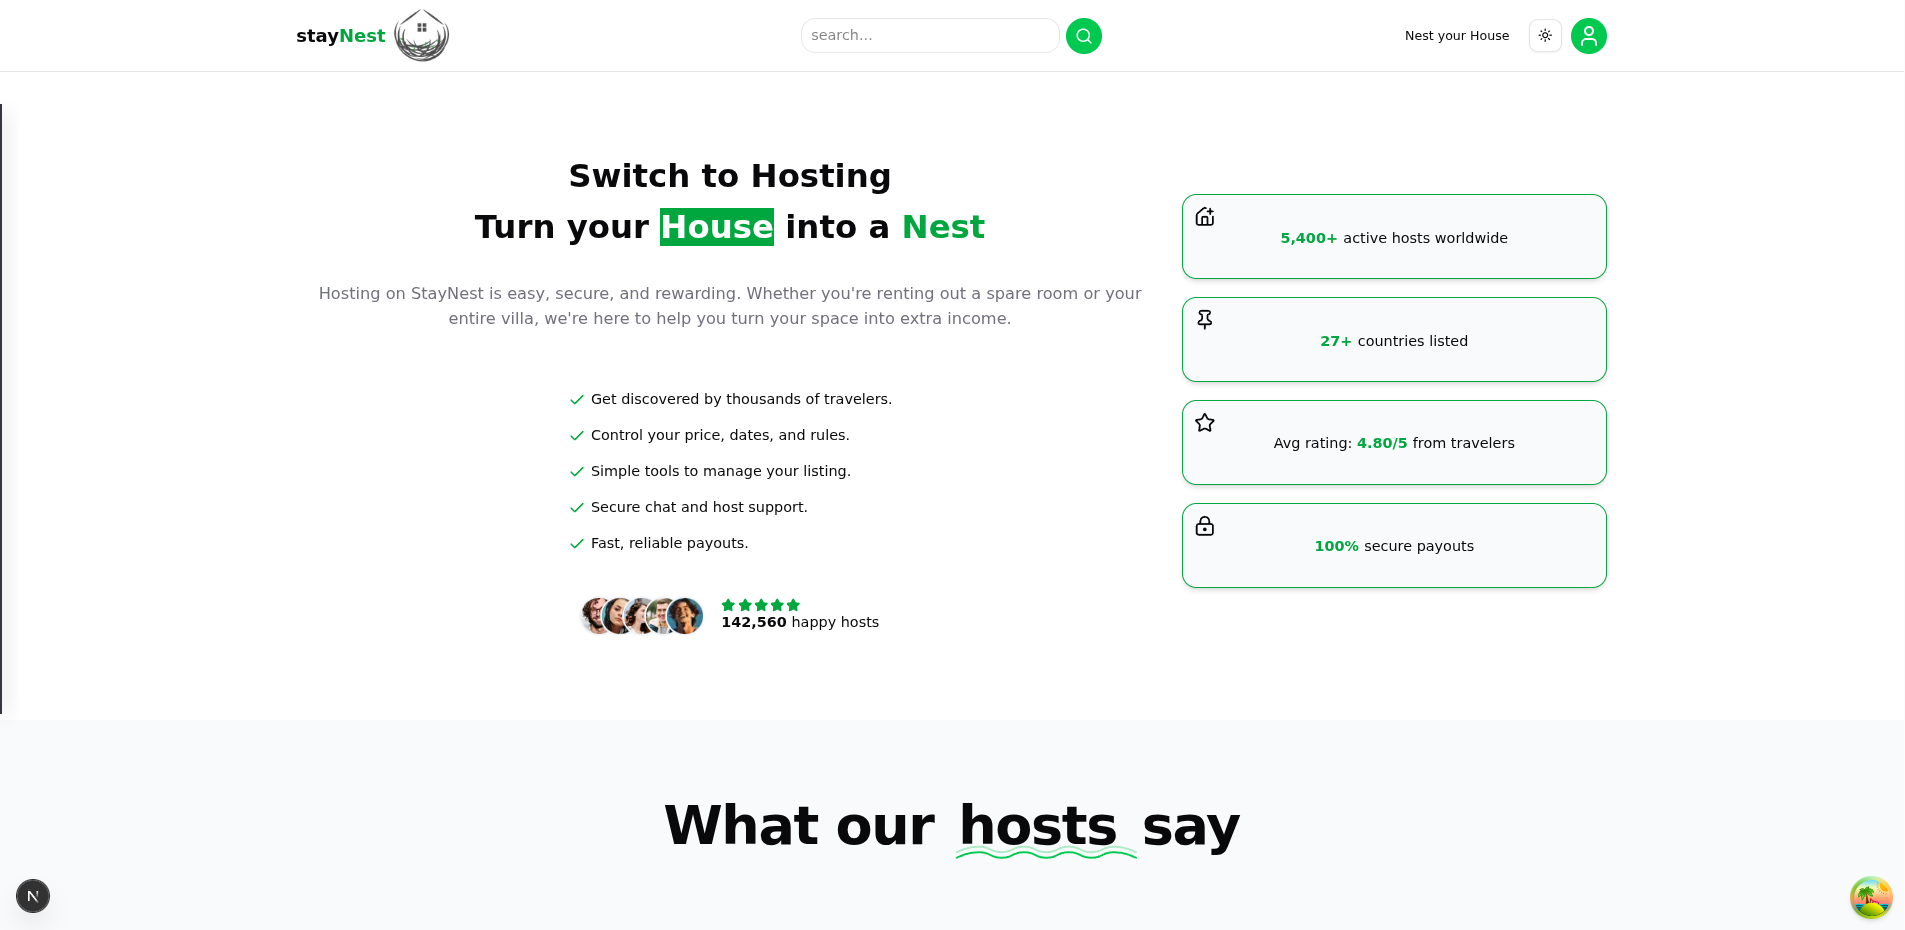 stayNest
search...
Nest your House
Switch to Hosting
Turn your House into a Nest
Hosting on StayNest is easy, secure, and rewarding. Whether you're renting out a spare room or your
entire villa, we're here to help you turn your space into extra income.
Get discovered by thousands of travelers.
Control your price, dates, and rules.
Simple tools to manage your listing.
Secure chat and host support.
Fast, reliable payouts.
142,560 happy hosts
5,400+ active hosts worldwide
27+ countries listed
Avg rating: 4.80/5 from travelers
100% secure payouts
What our hosts say
N